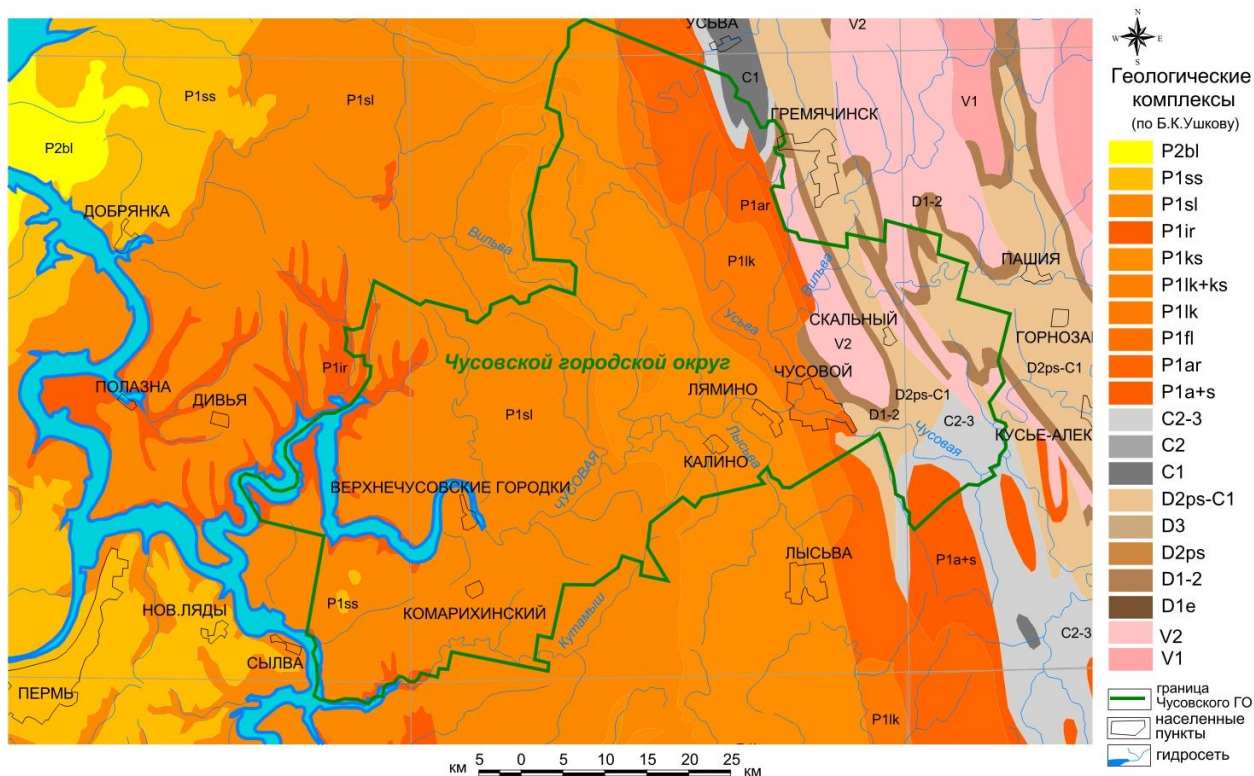 УСЬВА
V2
N
W E
S
C1
P1ss
P1sl
V1
ГРЕМЯЧИНСК
P2bl
ДОБРЯНКА
P1ar
D1-2
Вильва
P1lk
Вильва
ПАШИЯ
Усьва
СКАЛЬНЫЙ
ГОРНОЗА
V2
P1ir
Чусовской городской округ
ЧУСОВОЙ
D2ps-C1
ПОЛАЗНА
ДИВЬЯ
ЛЯМИНО
D2ps-C1
P1sl
D1-2
C2-3
Лысьва
Чусовая
КУСЬЕ-АЛЕК
КАЛИНО
ВЕРХНЕЧУСОВСКИЕ ГОРОДКИ
ЧУСОВАЯ
ЛЫСЬВА
P1a+s
P1ss
НОВ.ЛЯДЫ
КОМАРИХИНСКИЙ
Кутамыш
C2-3
СЫЛВА
ПЕРМЬ
P1lk
Геологические
комплексы
(по Б.К.Ушкову)
P2bl
P1ss
P1sl
P1ir
P1ks
P1lk+ks
P1lk
P1fl
P1ar
P1a+s
C2-3
C2
C1
D2ps-C1
D3
D2ps
D1-2
D1e
V2
V1
граница
Чусовского ГО
населенные
пункты
гидросеть
км 5 0 5 10 15 20 25 км